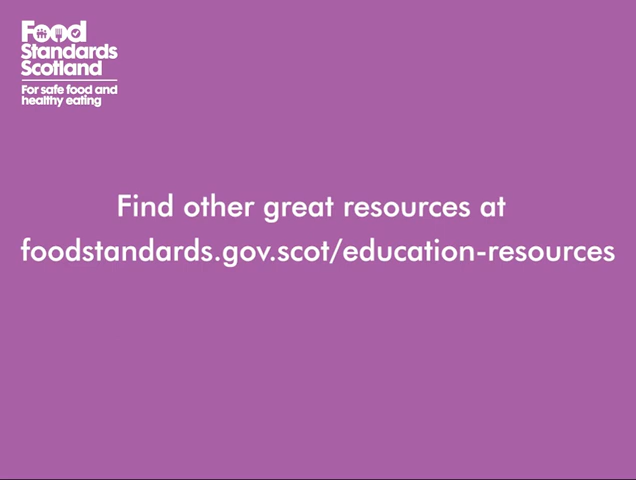 Food
Standards
Scotland
For safe food and
healthy eating
Find other great resources at
foodstandards.gov.scot/education-resources